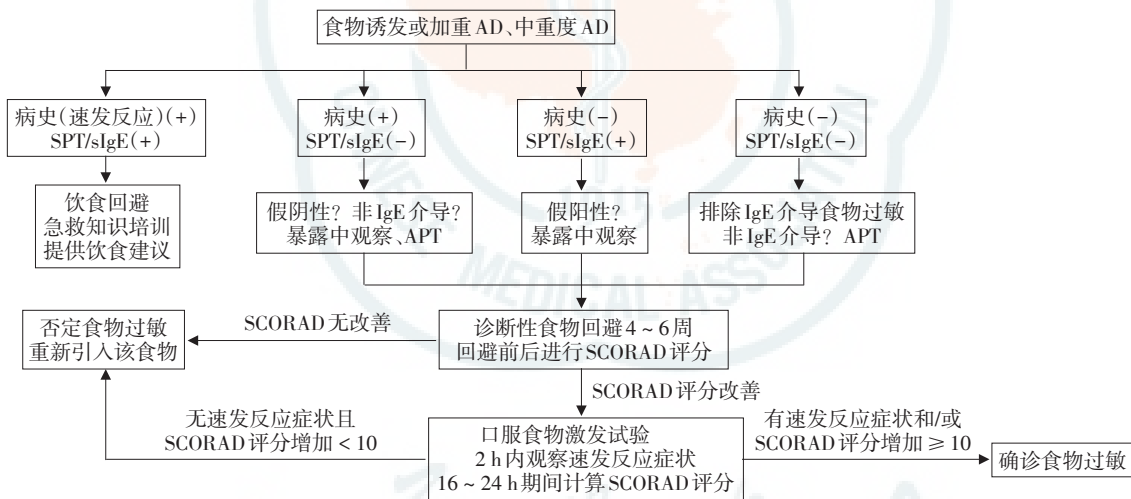 食物诱发或加重AD、中重度AD
病史(速发反应)(+)
SPT/sIgE(+)
病史(+)
SPT/sIgE(-)
病史(-)
SPT/sIgE(+)
病史(-)
SPT/sIgE(-)
饮食回避
急救知识培训
提供饮食建议
假阴性？非IgE介导？
暴露中观察、APT
假阳性？
暴露中观察
排除IgE介导食物过敏
非IgE介导？APT
否定食物过敏
重新引入该食物
SCORAD无改善
诊断性食物回避4～6周
回避前后进行SCORAD评分
SCORAD评分改善
无速发反应症状且
SCORAD评分增加＜10
口服食物激发试验
2 h内观察速发反应症状
16～24 h期间计算SCORAD评分
有速发反应症状和/或
SCORAD评分增加≥10
确诊食物过敏
MEDICAL ASSOCIATION
1915